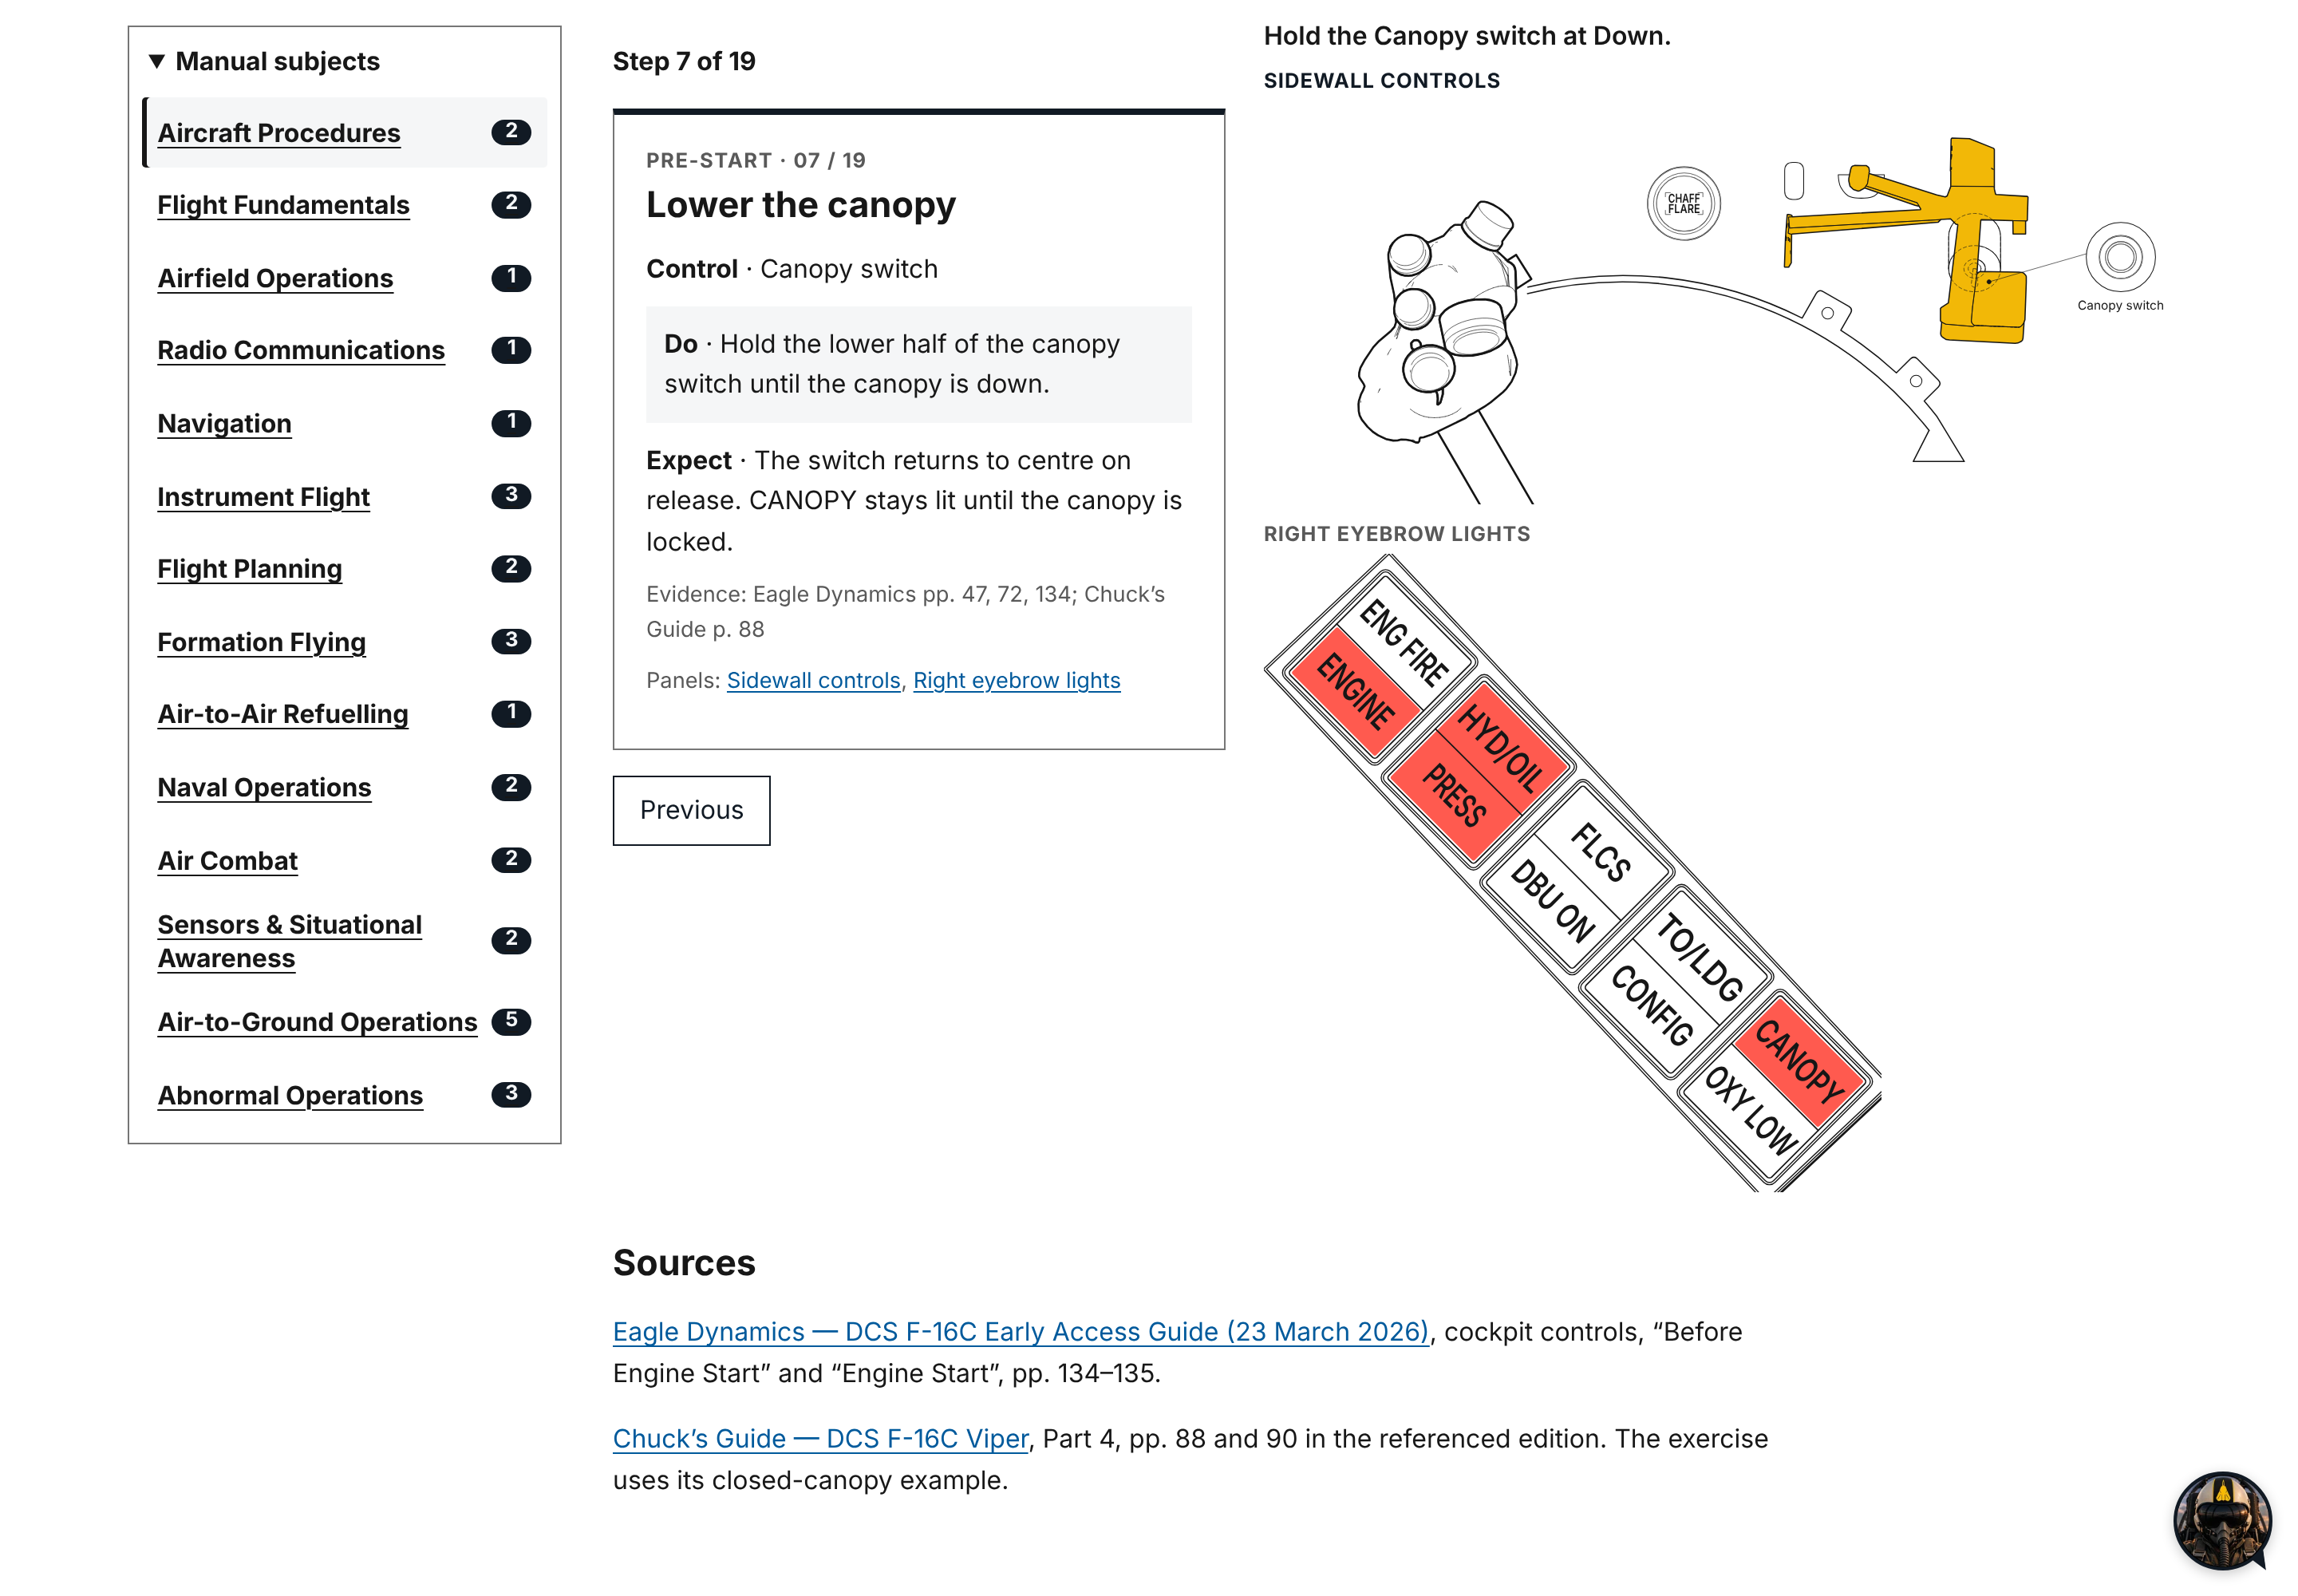 Manual subjects
Aircraft Procedures 2
Flight Fundamentals 2
Airfield Operations 1
Radio Communications 1
Navigation 1
Instrument Flight 3
Flight Planning 2
Formation Flying 3
Air-to-Air Refuelling 1
Naval Operations 2
Air Combat 2
Sensors & Situational
Awareness 2
Air-to-Ground Operations 5
Abnormal Operations 3
Step 7 of 19
PRE-START · 07 / 19
Lower the canopy
Control · Canopy switch
Do · Hold the lower half of the canopy
switch until the canopy is down.
Expect · The switch returns to centre on
release. CANOPY stays lit until the canopy is
locked.
Evidence: Eagle Dynamics pp. 47, 72, 134; Chuck’s
Guide p. 88
Panels: Sidewall controls, Right eyebrow lights
Previous
Hold the Canopy switch at Down.
SIDEWALL CONTROLS
CHAFF
FLARE
Canopy switch
RIGHT EYEBROW LIGHTS
ENG FIRE
ENGINE
HYD/OIL
PRESS
FLCS
DBU ON
TO/LDG
CONFIG
CANOPY
OXY LOW
Sources
Eagle Dynamics — DCS F-16C Early Access Guide (23 March 2026), cockpit controls, “Before
Engine Start” and “Engine Start”, pp. 134–135.
Chuck’s Guide — DCS F-16C Viper, Part 4, pp. 88 and 90 in the referenced edition. The exercise
uses its closed-canopy example.